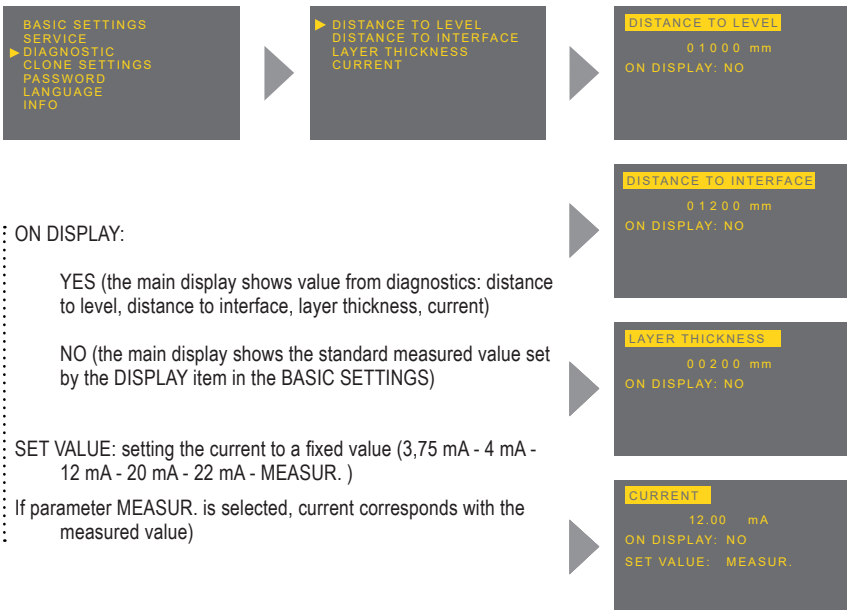 BASIC SETTINGS
SERVICE
DIAGNOSTIC
CLONE SETTINGS
PASSWORD
LANGUAGE
INFO
DISTANCE TO LEVEL
DISTANCE TO INTERFACE
LAYER THICKNESS
CURRENT
DISTANCE TO LEVEL
01000 mm
ON DISPLAY: NO
DISTANCE TO INTERFACE
01200 mm
ON DISPLAY: NO
LAYER THICKNESS
00200 mm
ON DISPLAY: NO
CURRENT
12.00 mA
ON DISPLAY: NO
SET VALUE: MEASUR.
ON DISPLAY:
YES (the main display shows value from diagnostics: distance
to level, distance to interface, layer thickness, current)
NO (the main display shows the standard measured value set
by the DISPLAY item in the BASIC SETTINGS)
SET VALUE: setting the current to a fixed value (3,75 mA - 4 mA -
12 mA - 20 mA - 22 mA - MEASUR. )
If parameter MEASUR. is selected, current corresponds with the
measured value)